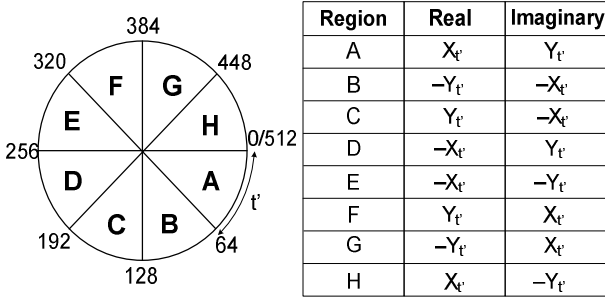 384
320
448
F
G
E
H
0/512
256
D
A
t'
C
B
192
64
128
Region Real Imaginary
A Xt' Yt'
B –Yt' –Xt'
C Yt' –Xt'
D –Xt' Yt'
E –Xt' –Yt'
F Yt' Xt'
G –Yt' Xt'
H Xt' –Yt'